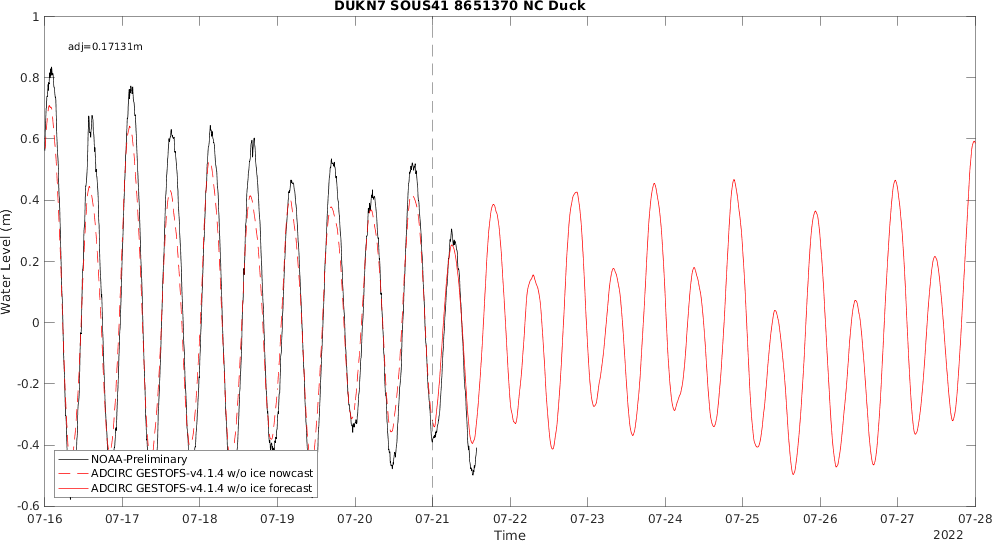 DUKN7 SOUS41 8651370 NC Duck
adj=0.17131m
Water Level (m)
1
0.8
0.6
0.4
0.2
0
-0.2
-0.4
-0.6
NOAA-Preliminary
ADCIRC GESTOFS-v4.1.4 w/o ice nowcast
ADCIRC GESTOFS-v4.1.4 w/o ice forecast
07-16 07-17 07-18 07-19 07-20 07-21 07-22 07-23 07-24 07-25 07-26 07-27 07-28
Time
2022